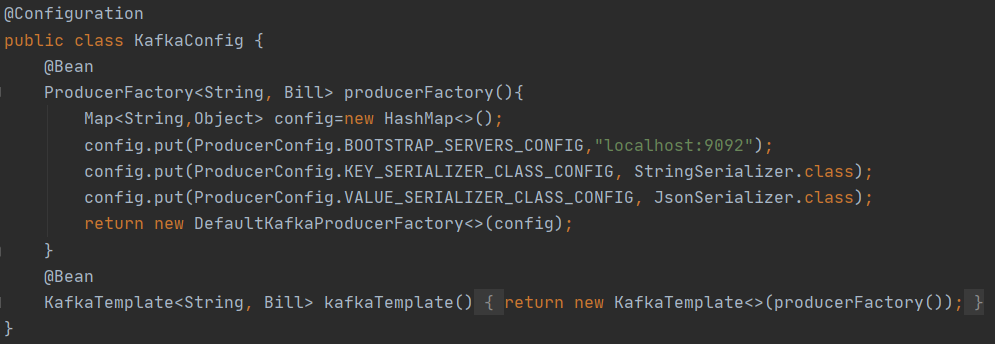 @Configuration
public class KafkaConfig {
    @Bean
    ProducerFactory<String, Bill> producerFactory(){
        Map<String,Object> config=new HashMap<>();
        config.put(ProducerConfig.BOOTSTRAP_SERVERS_CONFIG,"localhost:9092");
        config.put(ProducerConfig.KEY_SERIALIZER_CLASS_CONFIG, StringSerializer.class);
        config.put(ProducerConfig.VALUE_SERIALIZER_CLASS_CONFIG, JsonSerializer.class);
        return new DefaultKafkaProducerFactory<>(config);
    }
    @Bean
    KafkaTemplate<String, Bill> kafkaTemplate() { return new KafkaTemplate<>(producerFactory()); }
}